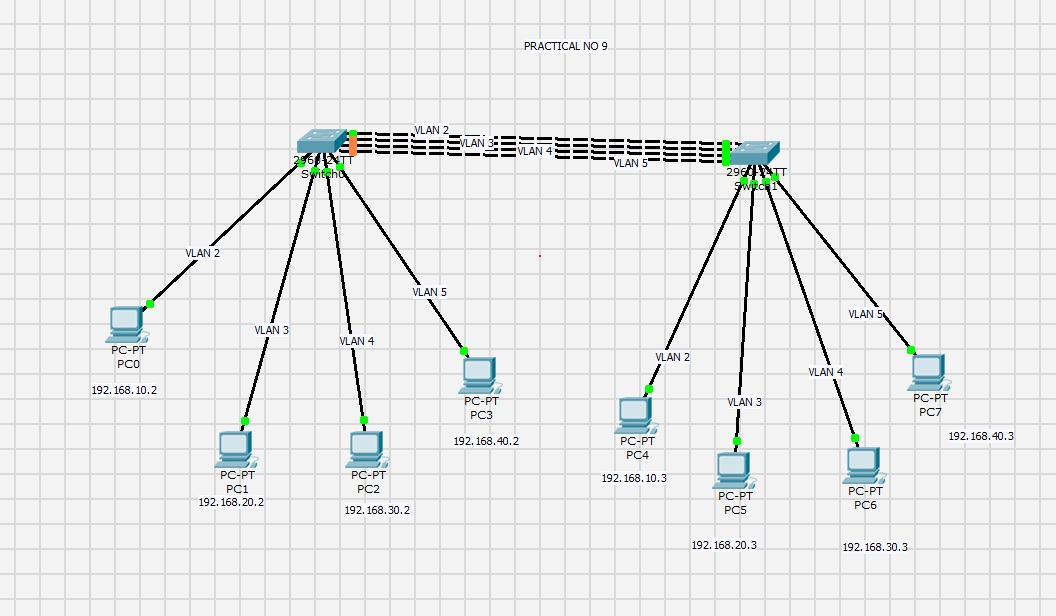 PRACTICAL NO 9
VLAN 2
VLAN 3
VLAN 4
VLAN 5
2960-24TT
Switch0
2960-24TT
Switch1
VLAN 2
VLAN 3
VLAN 4
VLAN 5
VLAN 2
VLAN 3
VLAN 4
VLAN 5
PC-PT
PC0
192.168.10.2
PC-PT
PC1
192.168.20.2
PC-PT
PC2
192.168.30.2
PC-PT
PC3
192.168.40.2
PC-PT
PC4
192.168.10.3
PC-PT
PC5
192.168.20.3
PC-PT
PC6
192.168.30.3
PC-PT
PC7
192.168.40.3